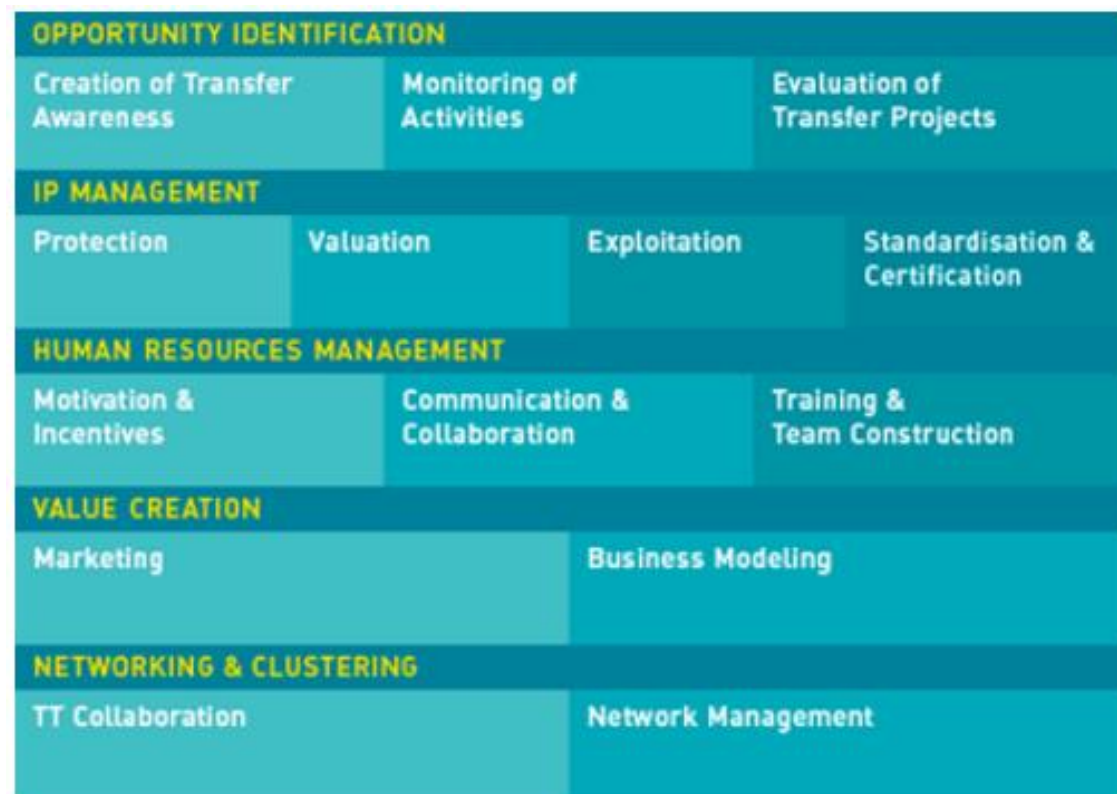 OPPORTUNITY IDENTIFICATION
Creation of Transfer
Awareness
Monitoring of
Activities
Evaluation of
Transfer Projects
IP MANAGEMENT
Protection
Valuation
Exploitation
Standardisation &
Certification
HUMAN RESOURCES MANAGEMENT
Motivation &
Incentives
Communication &
Collaboration
Training &
Team Construction
VALUE CREATION
Marketing
Business Modeling
NETWORKING & CLUSTERING
TT Collaboration
Network Management